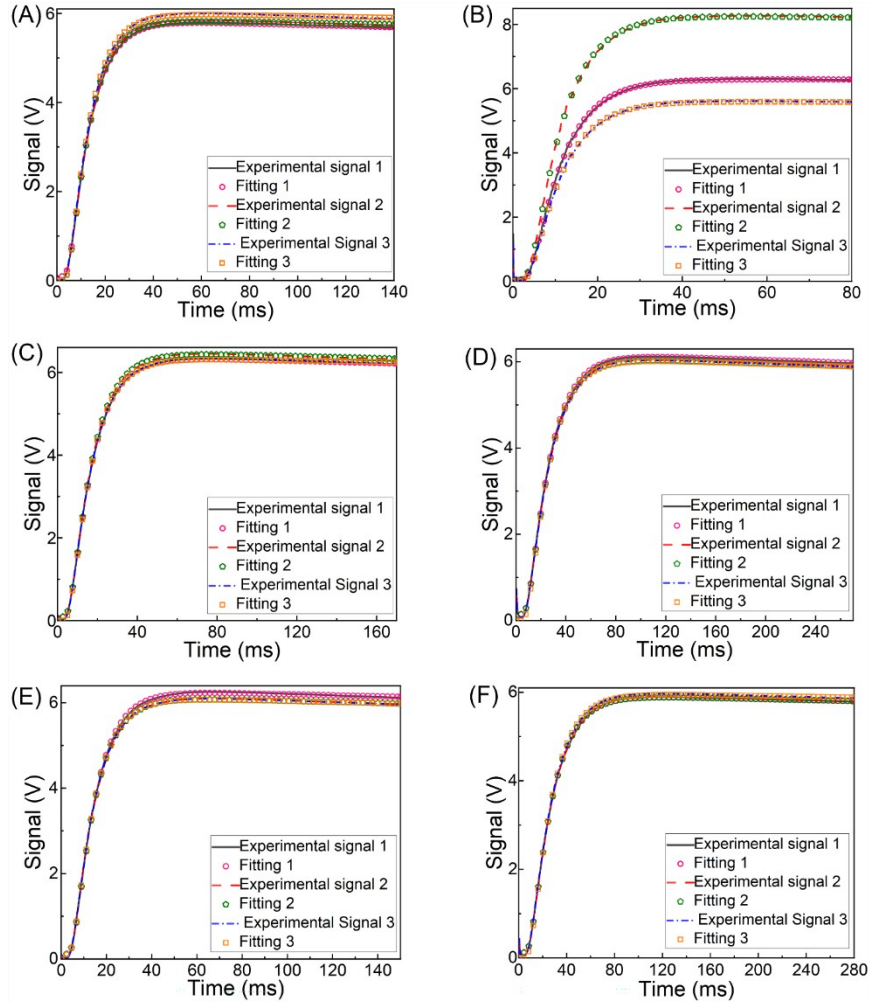 (A)
Signal (V)
6
4
2
0
Experimental signal 1
Fitting 1
Experimental signal 2
Fitting 2
Experimental Signal 3
Fitting 3
0 20 40 60 80 100 120 140
Time (ms)
(B)
Signal (V)
8
6
4
2
0
Experimental signal 1
Fitting 1
Experimental signal 2
Fitting 2
Experimental Signal 3
Fitting 3
0 20 40 60 80
Time (ms)
(C)
Signal (V)
6
4
2
0
Experimental signal 1
Fitting 1
Experimental signal 2
Fitting 2
Experimental Signal 3
Fitting 3
0 40 80 120 160
Time (ms)
(D)
Signal (V)
6
4
2
0
Experimental signal 1
Fitting 1
Experimental signal 2
Fitting 2
Experimental Signal 3
Fitting 3
0 40 80 120 160 200 240
Time (ms)
(E)
Signal (V)
6
4
2
0
Experimental signal 1
Fitting 1
Experimental signal 2
Fitting 2
Experimental Signal 3
Fitting 3
0 20 40 60 80 100 120 140
Time (ms)
(F)
Signal (V)
6
4
2
0
Experimental signal 1
Fitting 1
Experimental signal 2
Fitting 2
Experimental Signal 3
Fitting 3
0 40 80 120 160 200 240 280
Time (ms)